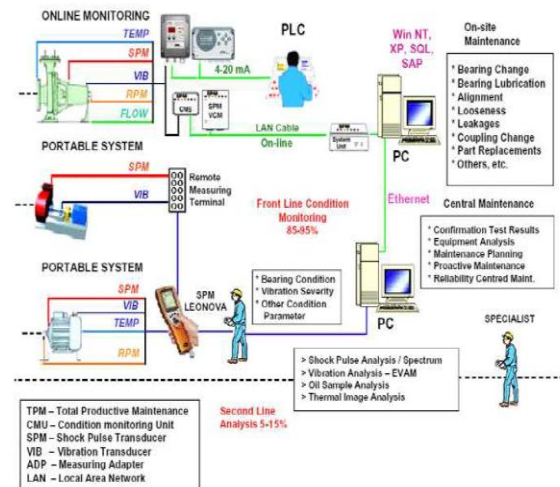 ONLINE MONITORING
TEMP
SPM
VIB
RPM
FLOW
4-20 mA
PLC
CMS
SPM
VCM
LAN Cable
On-line
System
Unit
Win NT,
XP, SQL,
SAP
PC
On-site
Maintenance
* Bearing Change
* Bearing Lubrication
* Alignment
* Looseness
* Leakages
* Coupling Change
* Part Replacements
* Others, etc.
PORTABLE SYSTEM
SPM
VIB
Remote
Measuring
Terminal
Front Line Condition
Monitoring
85-95%
Ethernet
Central Maintenance
* Confirmation Test Results
* Equipment Analysis
* Maintenance Planning
* Proactive Maintenance
* Reliability Centred Maint.
PORTABLE SYSTEM
SPM
VIB
TEMP
RPM
SPM
LEONOVA
* Bearing Condition
* Vibration Severity
* Other Condition
Parameter
PC
SPECIALIST
> Shock Pulse Analysis / Spectrum
> Vibration Analysis – EVAM
> Oil Sample Analysis
> Thermal Image Analysis
Second Line
Analysis 5-15%
TPM – Total Productive Maintenance
CMU – Condition monitoring Unit
SPM – Shock Pulse Transducer
VIB – Vibration Transducer
ADP – Measuring Adapter
LAN – Local Area Network